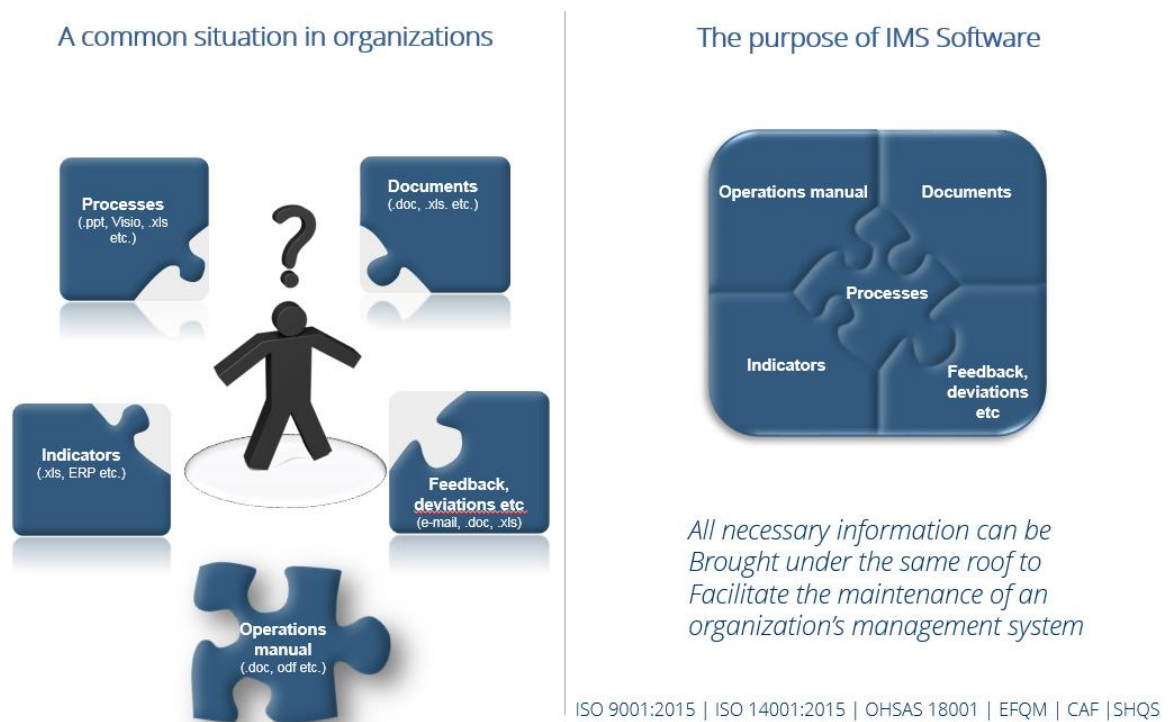 A common situation in organizations
Processes
(.ppt, Visio, .xls
etc.)
Documents
(.doc, .xls. etc.)
?
Indicators
(.xls, ERP etc.)
Feedback,
deviations etc
(e-mail, .doc, .xls)
Operations
manual
(.doc, odf etc.)
The purpose of IMS Software
Operations manual
Documents
Processes
Indicators
Feedback,
deviations
etc
All necessary information can be
Brought under the same roof to
Facilitate the maintenance of an
organization's management system
ISO 9001:2015 | ISO 14001:2015 | OHSAS 18001 | EFQM | CAF |SHQS